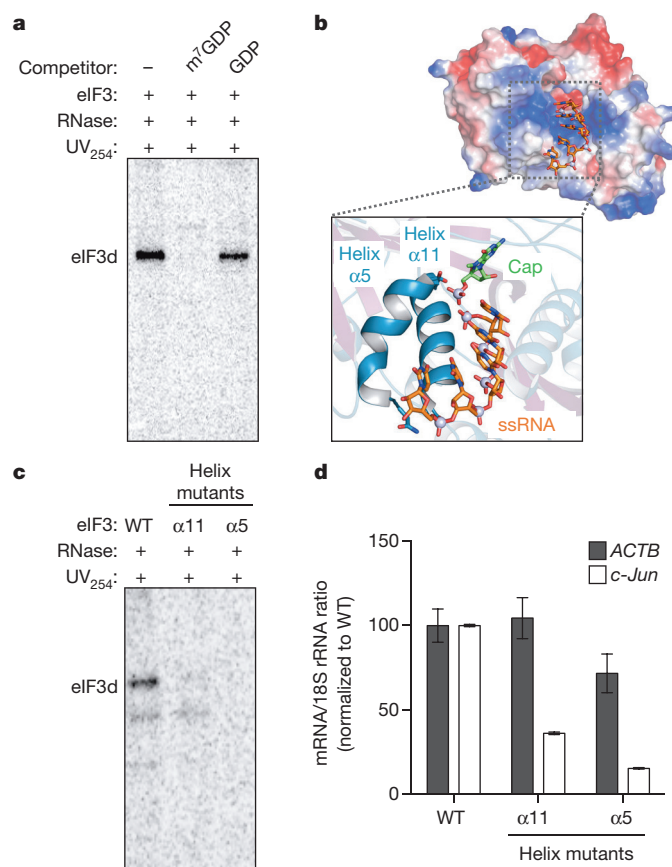 a
Competitor: – m⁷GDP GDP
eIF3: + + +
RNase: + + +
UV₂₅₄: + + +
eIF3d
b
Helix α5
Helix α11
Cap
ssRNA
c
Helix mutants
eIF3: WT α11 α5
RNase: + + +
UV₂₅₄: + + +
eIF3d
d
mRNA/18S rRNA ratio
(normalized to WT)
150
100
50
0
ACTB
c-Jun
WT α11 α5
Helix mutants